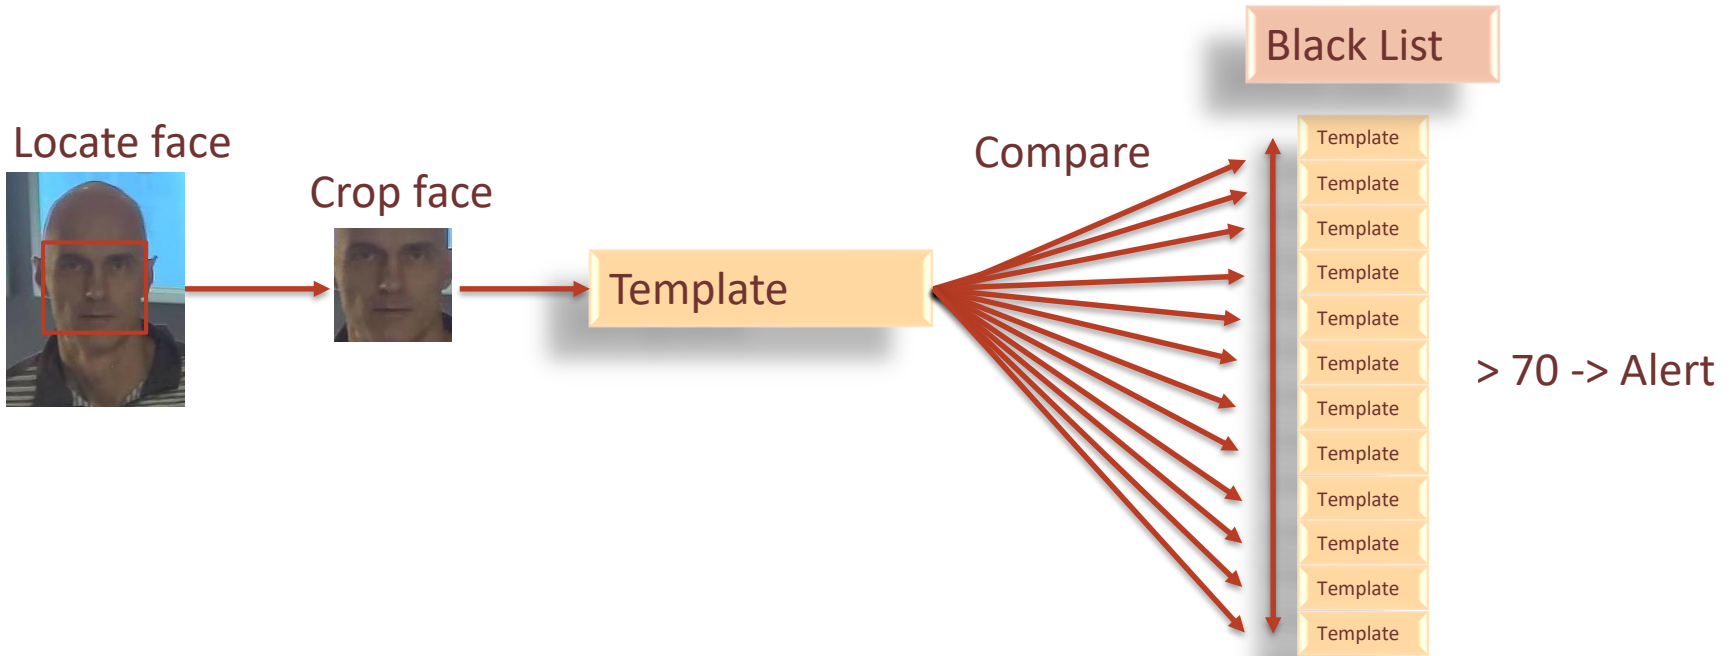 Black List
Locate face
Crop face
Compare
Template
Template
Template
Template
Template
Template
Template
Template
Template
Template
Template
Template
Template
> 70 -> Alert